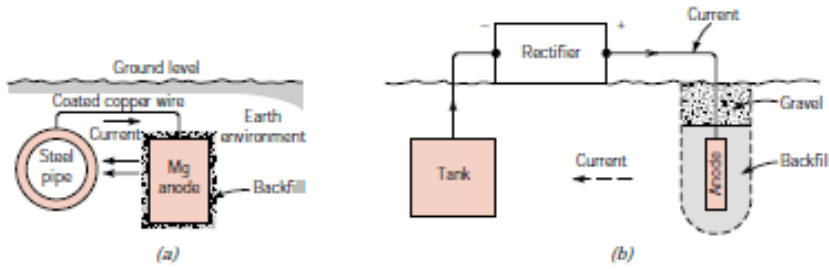 Ground level
Coated copper wire
Current
Earth
environment
Steel
pipe
Mg
anode
Backfill
(a)
−
+
Rectifier
Current
Gravel
Tank
Current
Anode
Backfill
(b)